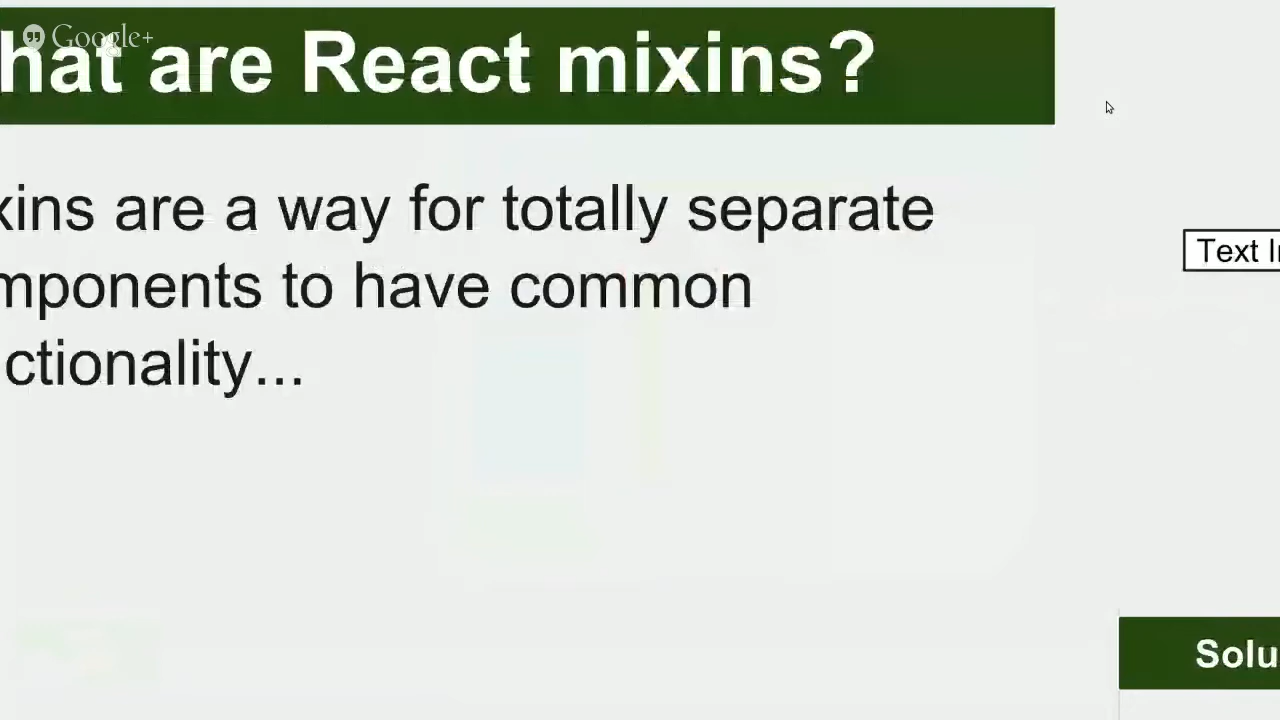 Google+
hat are React mixins?
xins are a way for totally separate
mponents to have common
ctionality...
Text I
Solu